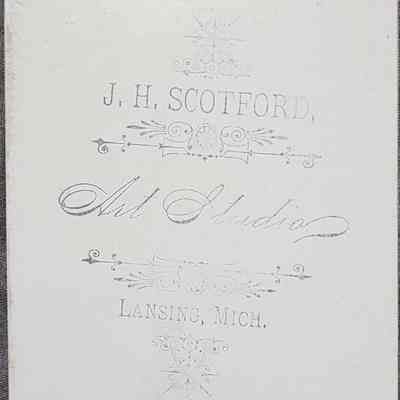 J. H. SCOTFORD,
Art Studio
LANSING, MICH.